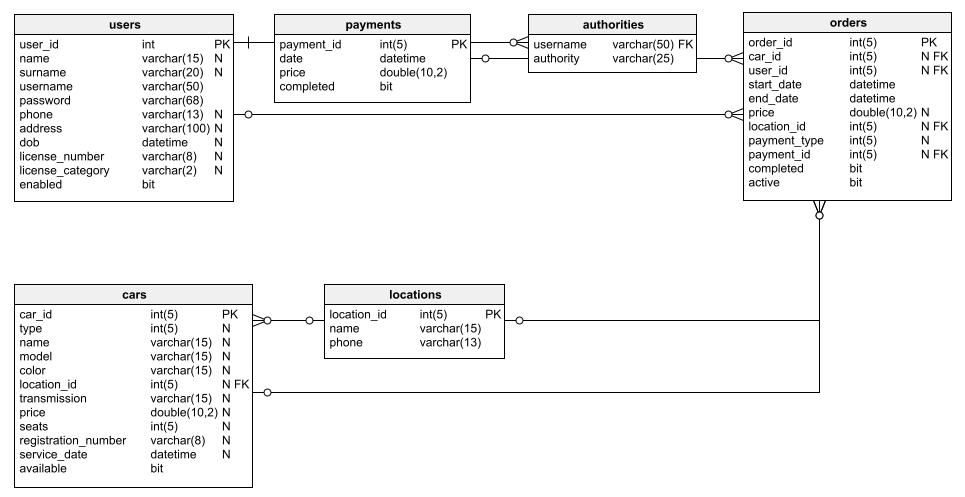 users
user_id int PK
name varchar(15) N
surname varchar(20) N
username varchar(50)
password varchar(68)
phone varchar(13) N
address varchar(100) N
dob datetime N
license_number varchar(8) N
license_category varchar(2) N
enabled bit
payments
payment_id int(5) PK
date datetime
price double(10,2)
completed bit
authorities
username varchar(50) FK
authority varchar(25)
orders
order_id int(5) PK
car_id int(5) N FK
user_id int(5) N FK
start_date datetime
end_date datetime
price double(10,2) N
location_id int(5) N FK
payment_type int(5) N
payment_id int(5) N FK
completed bit
active bit
cars
car_id int(5) PK
type int(5) N
name varchar(15) N
model varchar(15) N
color varchar(15) N
location_id int(5) N FK
transmission varchar(15) N
price double(10,2) N
seats int(5) N
registration_number varchar(8) N
service_date datetime N
available bit
locations
location_id int(5) PK
name varchar(15)
phone varchar(13)